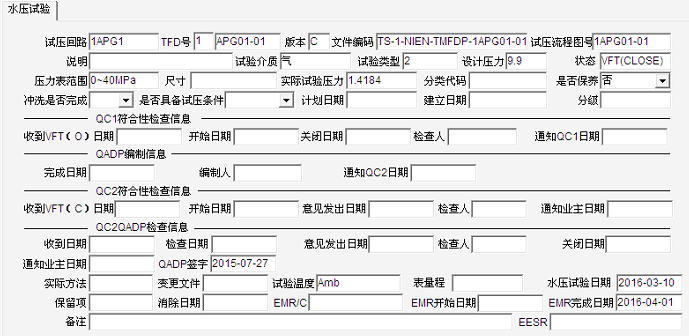 水压试验
试压回路 1APG1 TFD号 1 APG01-01 版本 C 文件编码 TS-1-NIEN-TMFDP-1APG01-01 试压流程图号 1APG01-01
说明 试验介质 气 试验类型 2 设计压力 9.9 状态 VFT(CLOSE)
压力表范围 0~40MPa 尺寸 实际试验压力 1.4184 分类代码 是否保养 否
冲洗是否完成 是否具备试压条件 计划日期 建立日期 分级
QC1符合性检查信息
收到VFT(O)日期 开始日期 关闭日期 检查人 通知QC1日期
QADP编制信息
完成日期 编制人 通知QC2日期
QC2符合性检查信息
收到VFT(C)日期 开始日期 意见发出日期 检查人 通知业主日期
QC2QADP检查信息
收到日期 检查日期 意见发出日期 检查人 关闭日期
通知业主日期 QADP签字 2015-07-27
实际方法 变更文件 试验温度 Amb 表量程 水压试验日期 2016-03-10
保留项 消除日期 EMR/C EMR开始日期 EMR完成日期 2016-04-01
备注 EESR